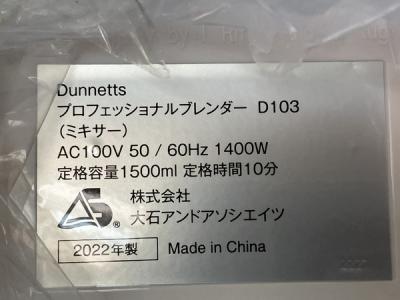 Dunnetts
プロフェッショナルブレンダー D103
（ミキサー）
AC100V 50 / 60Hz 1400W
定格容量1500ml 定格時間10分
株式会社
大石アンドアソシエイツ
®
2022年製 Made in China